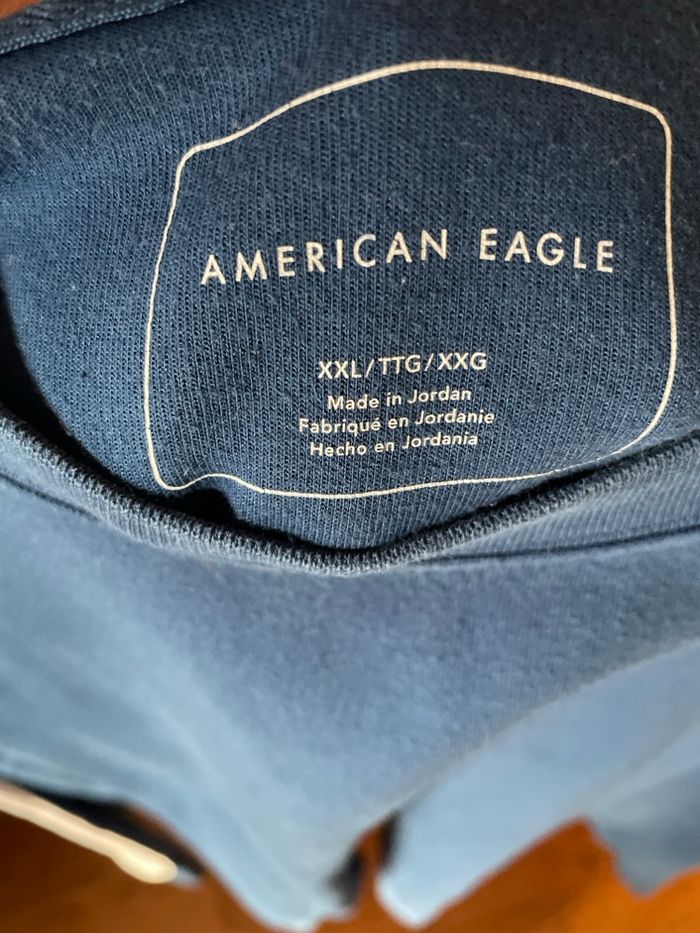 AMERICAN EAGLE
XXL/TTG/XXG
Made in Jordan
Fabriqué en Jordanie
Hecho en Jordania